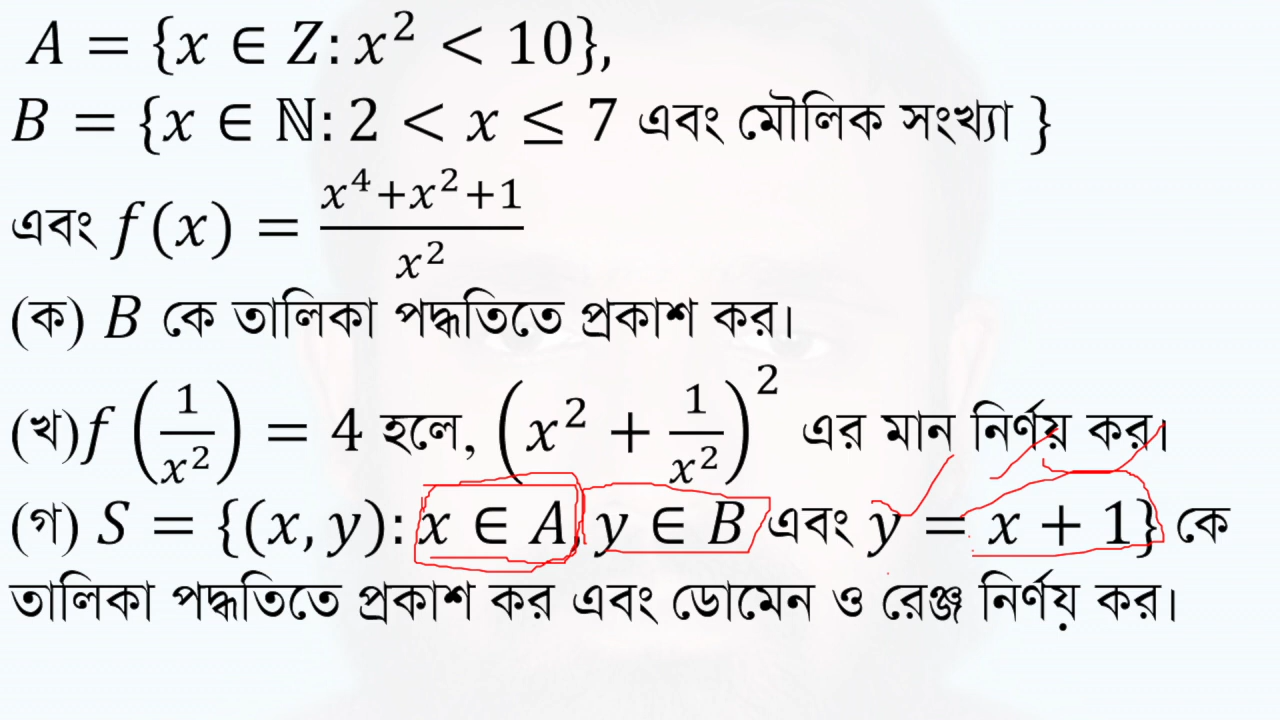 A = {x ∈ Z: x² < 10},
B = {x ∈ ℕ: 2 < x ≤ 7 এবং মৌলিক সংখ্যা }
এবং f(x) = (x⁴+x²+1)/x²
(ক) B কে তালিকা পদ্ধতিতে প্রকাশ কর।
(খ)f(1/x²) = 4 হলে, (x² + 1/x²)² এর মান নির্ণয় কর।
(গ) S = {(x, y): x ∈ A, y ∈ B এবং y = x + 1} কে
তালিকা পদ্ধতিতে প্রকাশ কর এবং ডোমেন ও রেঞ্জ নির্ণয় কর।